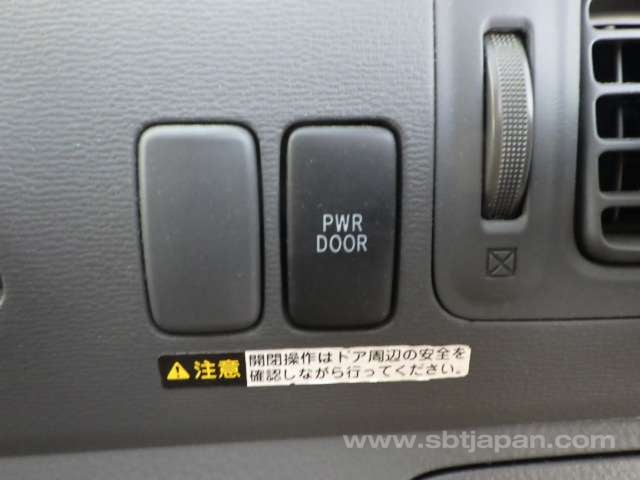 PWR
DOOR
注意
開閉操作はドア周辺の安全を
確認しながら行ってください。
www.sbtjapan.com